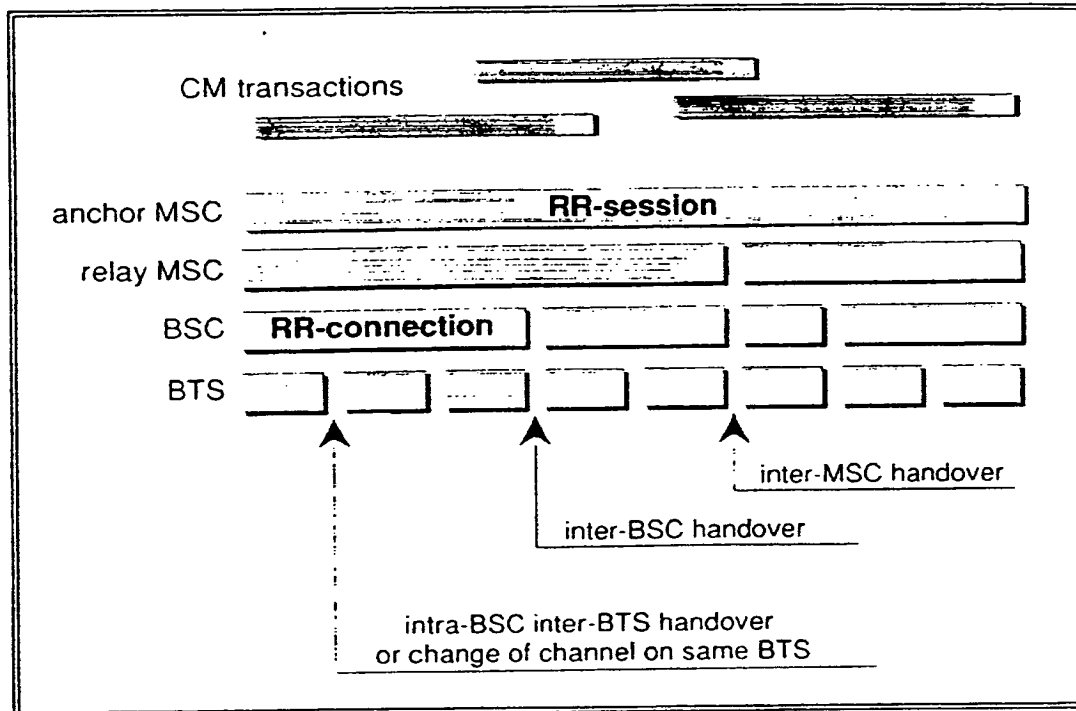 CM transactions
anchor MSC
RR-session
relay MSC
BSC
RR-connection
BTS
inter-MSC handover
inter-BSC handover
intra-BSC inter-BTS handover
or change of channel on same BTS